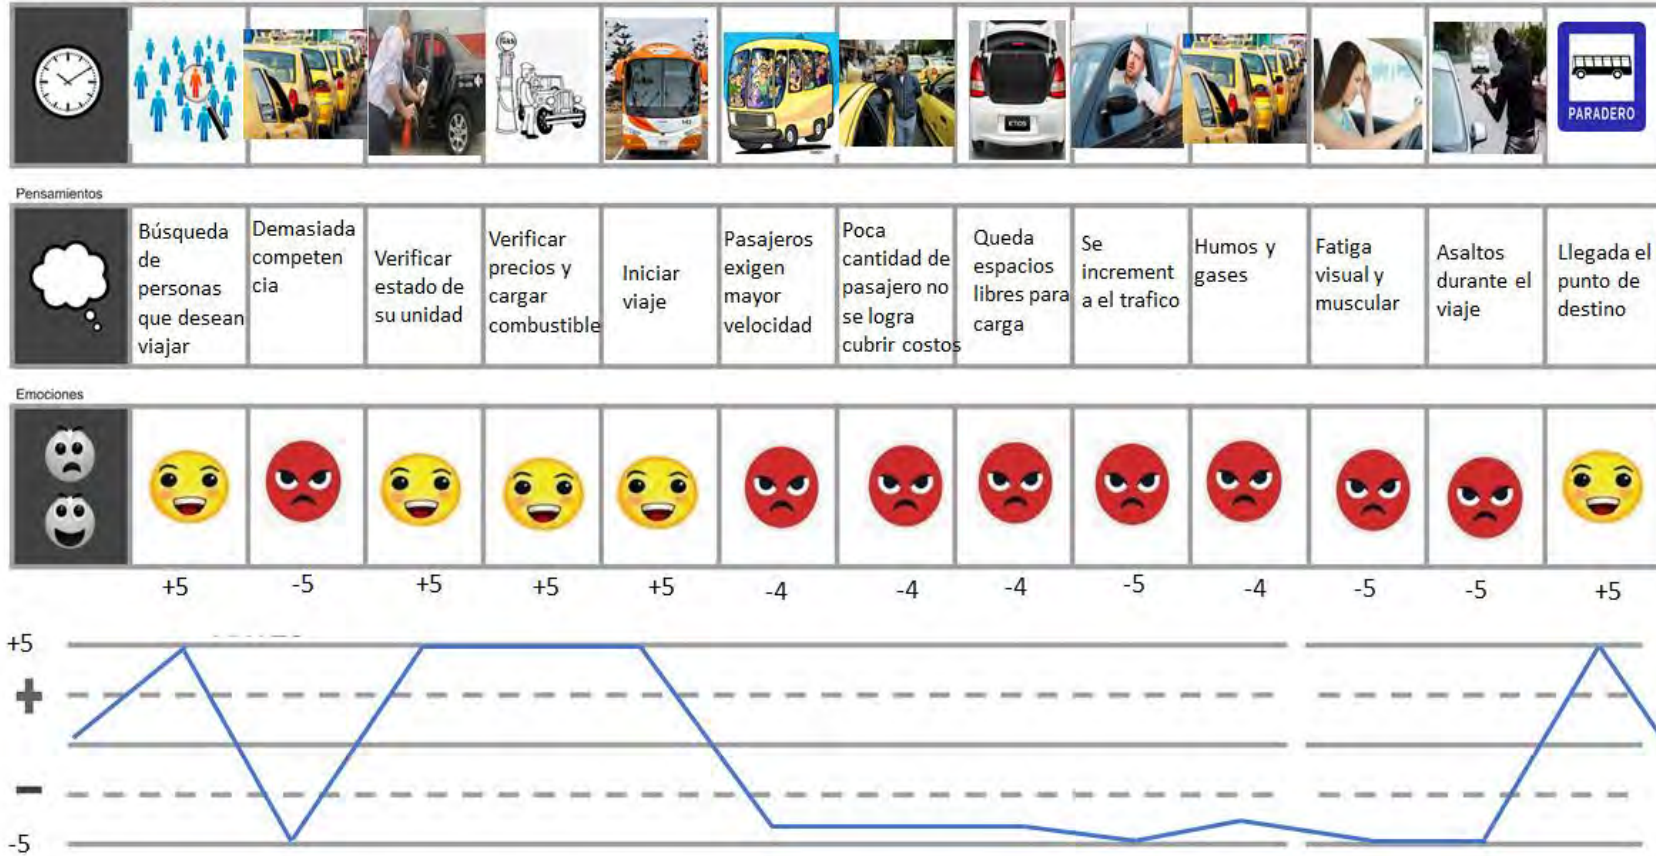 Gas
ETIOS
PARADERO
Pensamientos
Búsqueda
de
personas
que desean
viajar
Demasiada
competen
cia
Verificar
estado de
su unidad
Verificar
precios y
cargar
combustible
Iniciar
viaje
Pasajeros
exigen
mayor
velocidad
Poca
cantidad de
pasajero no
se logra
cubrir costos
Queda
espacios
libres para
carga
Se
increment
a el trafico
Humos y
gases
Fatiga
visual y
muscular
Asaltos
durante el
viaje
Llegada el
punto de
destino
Emociones
+5 -5 +5 +5 +5 -4 -4 -4 -5 -4 -5 -5 +5
+5
+
-
-5